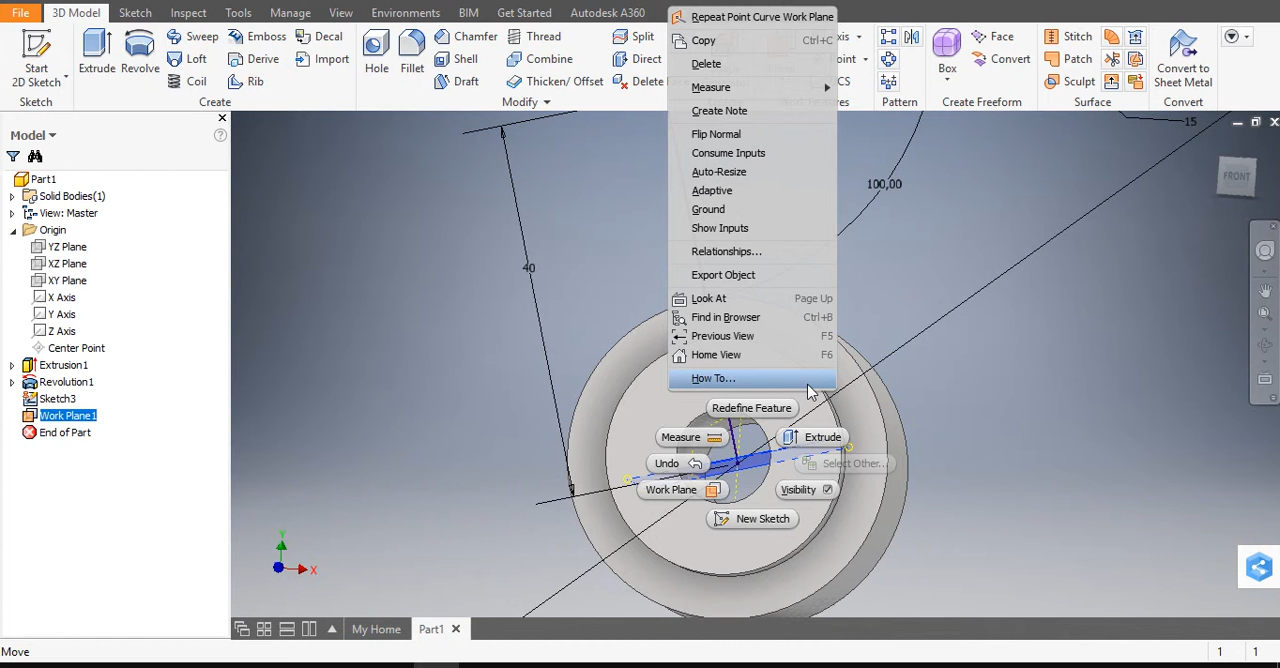 File 3D Model Sketch Inspect Tools Manage View Environments BIM Get Started Autodesk A360
Start
2D Sketch
Sketch
Extrude Revolve
Sweep Emboss Decal
Loft Derive Import
Coil Rib
Create
Hole Fillet
Chamfer Thread Split
Shell Combine Direct
Draft Thicken/ Offset Delete
Modify
Axis
Point
UCS
Pattern
Box
Face
Convert
Create Freeform
Stitch
Patch
Sculpt
Surface
Convert to
Sheet Metal
Convert
Model
Part1
Solid Bodies(1)
View: Master
Origin
YZ Plane
XZ Plane
XY Plane
X Axis
Y Axis
Z Axis
Center Point
Extrusion1
Revolution1
Sketch3
Work Plane1
End of Part
Repeat Point Curve Work Plane
Copy Ctrl+C
Delete
Measure
Create Note
Flip Normal
Consume Inputs
Auto-Resize
Adaptive
Ground
Show Inputs
Relationships...
Export Object
Look At Page Up
Find in Browser Ctrl+B
Previous View F5
Home View F6
How To...
Redefine Feature
Measure Extrude
Undo Select Other...
Work Plane Visibility
New Sketch
15
100,00
40
FRONT
Y
X
My Home Part1
Move 1 1